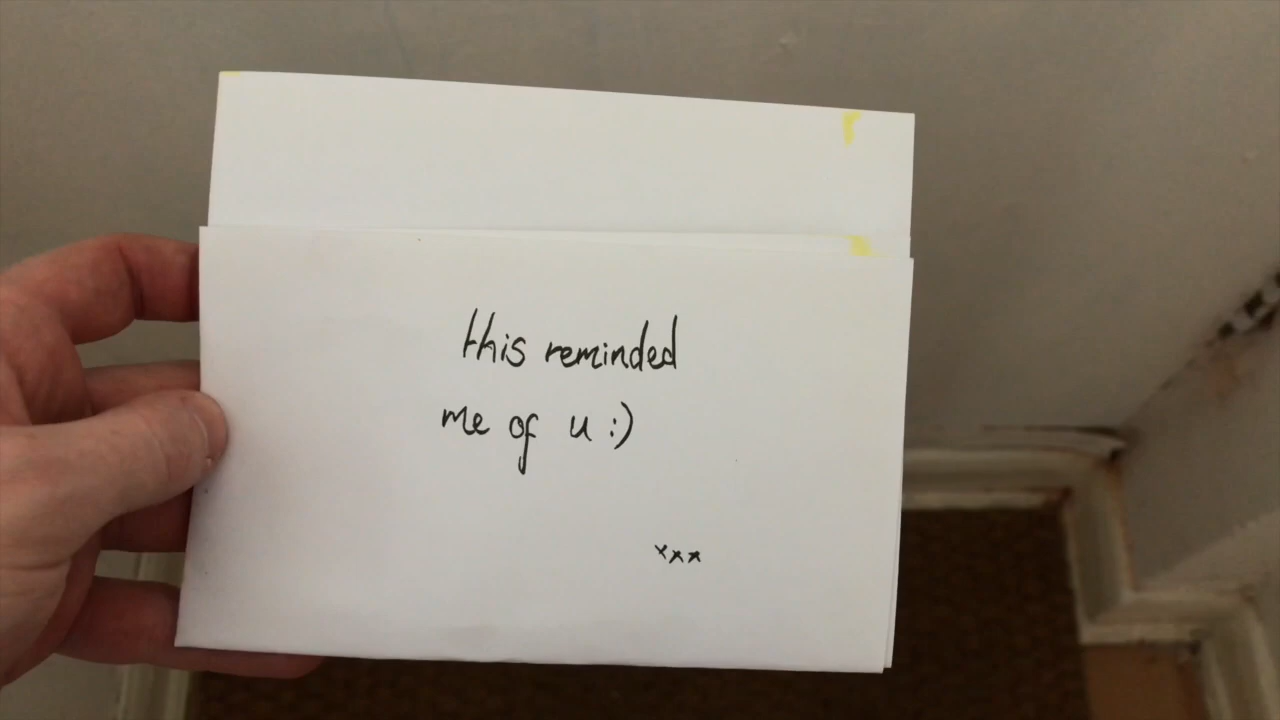 this reminded
me of u :)
xxx